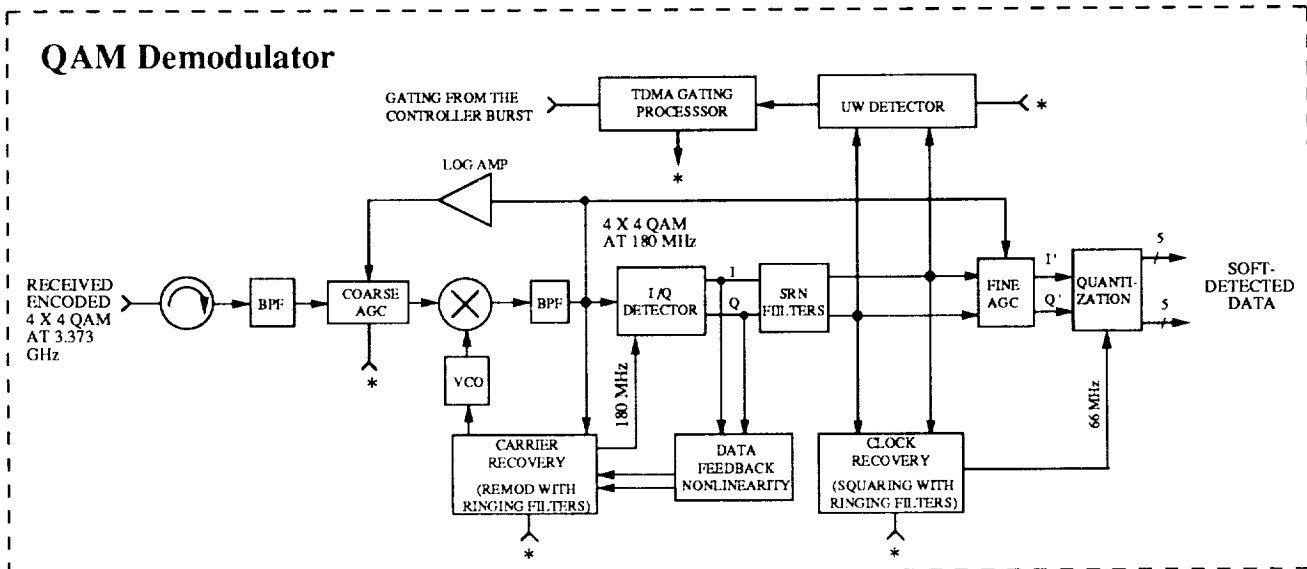 QAM Demodulator
GATING FROM THE
CONTROLLER BURST
TDMA GATING
PROCESSSOR
*
UW DETECTOR
*
LOG AMP
4 X 4 QAM
AT 180 MHz
RECEIVED
ENCODED
4 X 4 QAM
AT 3.373
GHz
BPF
COARSE
AGC
*
BPF
I/Q
DETECTOR
I
Q
SRN
FILTERS
FINE
AGC
I'
Q'
QUANTI-
ZATION
5
5
SOFT-
DETECTED
DATA
VCO
180 MHz
66 MHz
CARRIER
RECOVERY
(REMOD WITH
RINGING FILTERS)
*
DATA
FEEDBACK
NONLINEARITY
CLOCK
RECOVERY
(SQUARING WITH
RINGING FILTERS)
*